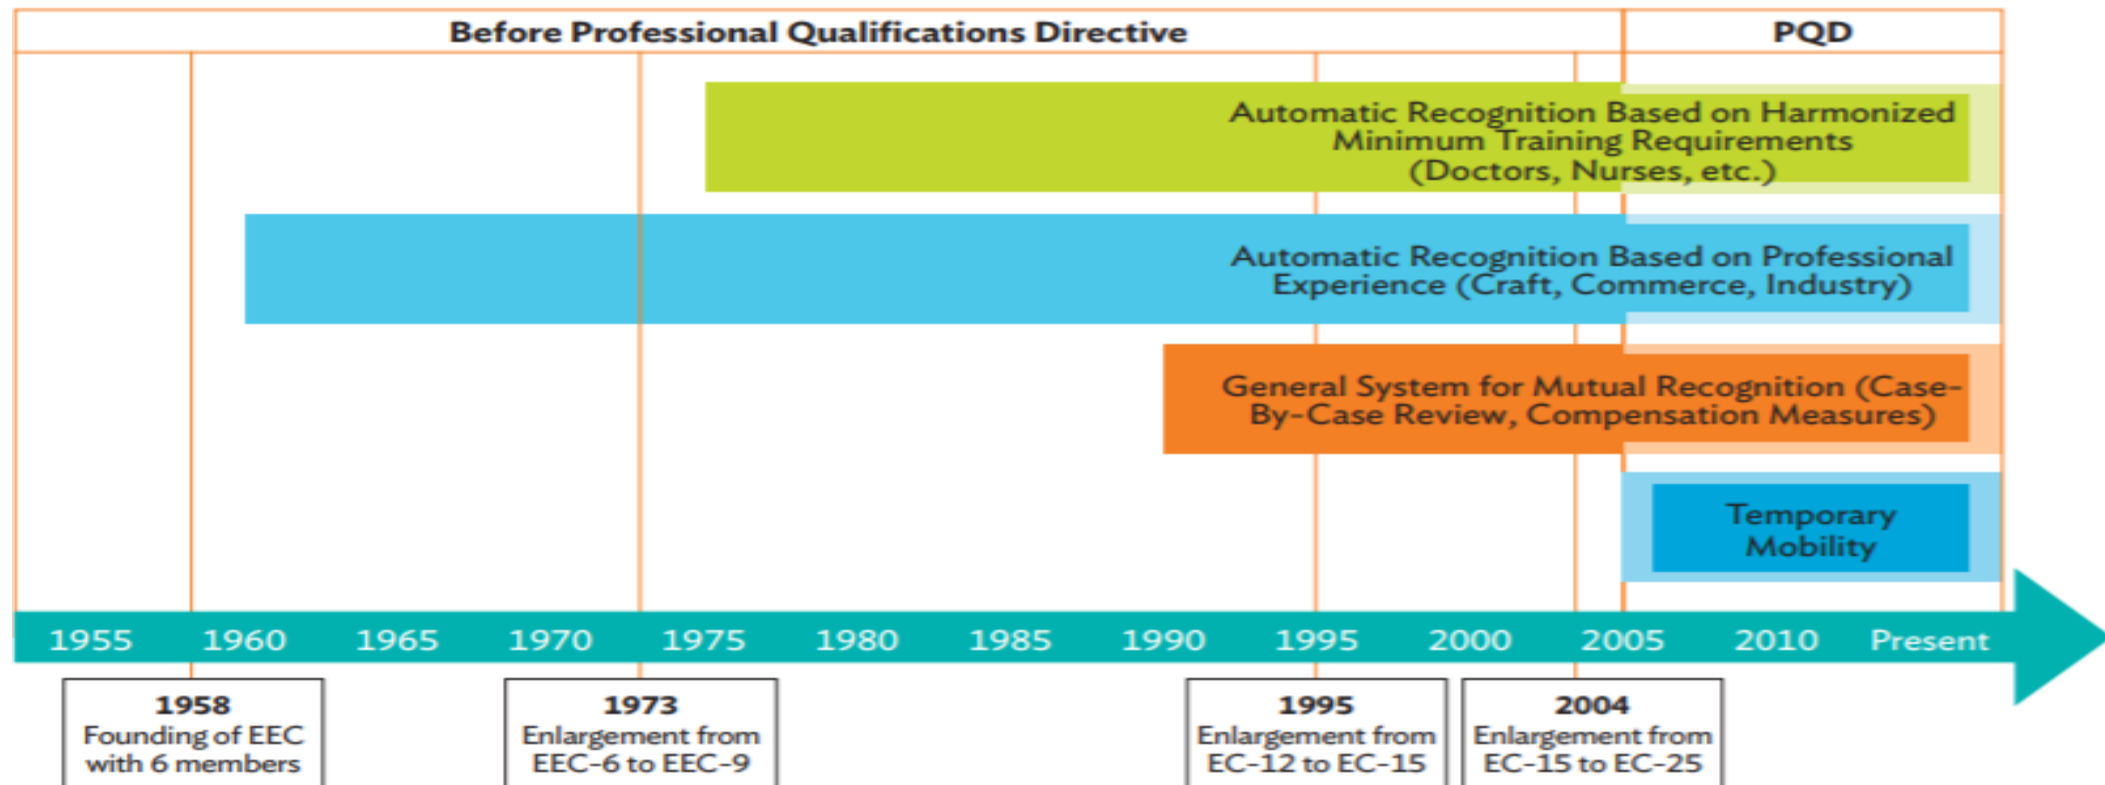 Before Professional Qualifications Directive
PQD
Automatic Recognition Based on Harmonized
Minimum Training Requirements
(Doctors, Nurses, etc.)
Automatic Recognition Based on Professional
Experience (Craft, Commerce, Industry)
General System for Mutual Recognition (Case-
By-Case Review, Compensation Measures)
Temporary
Mobility
1955 1960 1965 1970 1975 1980 1985 1990 1995 2000 2005 2010 Present
1958
Founding of EEC
with 6 members
1973
Enlargement from
EEC-6 to EEC-9
1995
Enlargement from
EC-12 to EC-15
2004
Enlargement from
EC-15 to EC-25